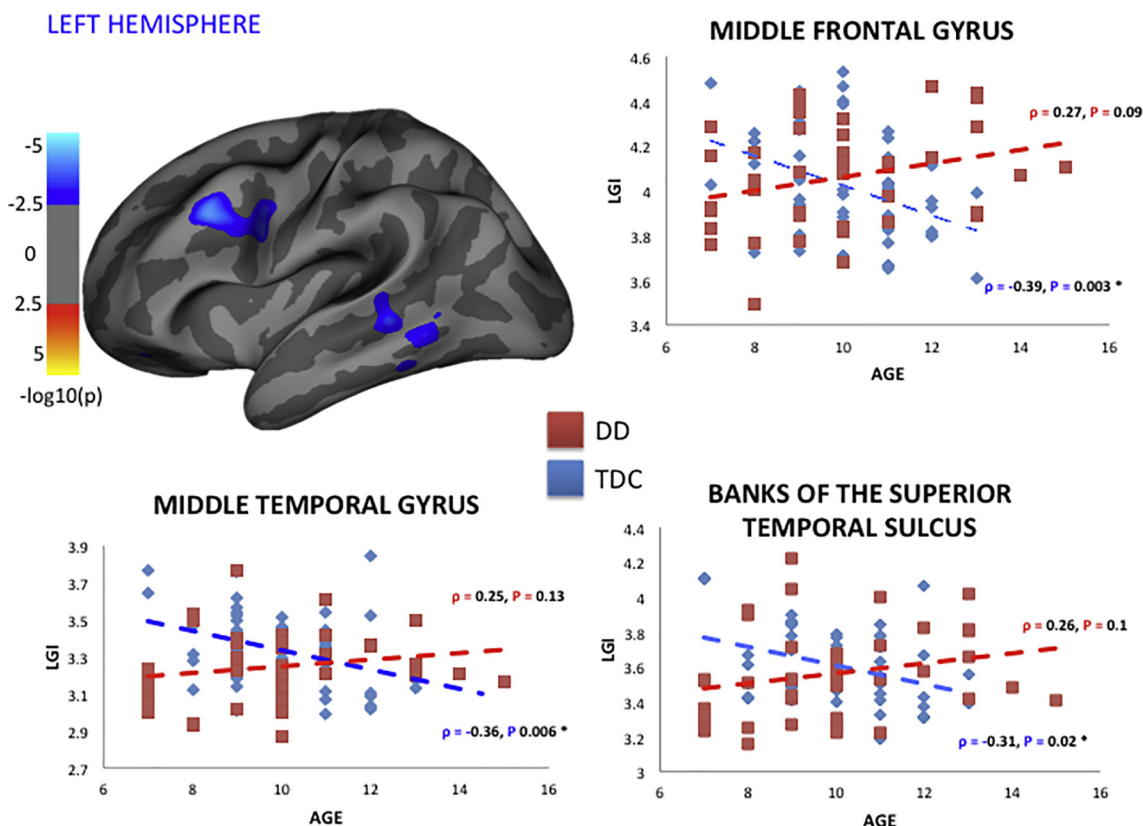 LEFT HEMISPHERE
-5
-2.5
0
2.5
5
-log10(p)
MIDDLE FRONTAL GYRUS
4.6
4.4
4.2
4
3.8
3.6
3.4
LGI
ρ = 0.27, P = 0.09
ρ = -0.39, P = 0.003 *
6
8
10
12
14
16
AGE
DD
TDC
MIDDLE TEMPORAL GYRUS
3.9
3.7
3.5
3.3
3.1
2.9
2.7
LGI
ρ = 0.25, P = 0.13
ρ = -0.36, P 0.006 *
6
8
10
12
14
16
AGE
BANKS OF THE SUPERIOR
TEMPORAL SULCUS
4.4
4.2
4
3.8
3.6
3.4
3.2
3
LGI
ρ = 0.26, P = 0.1
ρ = -0.31, P = 0.02 *
6
8
10
12
14
16
AGE